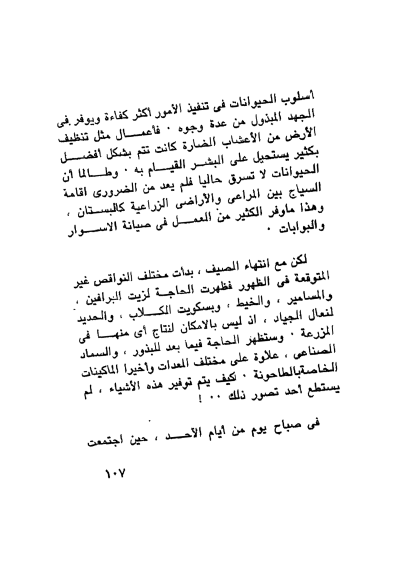 أسلوب الحيوانات فى تنفيذ الأمور أكثر كفاءة ويوفر فى
الجهد المبذول من عدة وجوه . فأعمـــال مثل تنظيف
الأرض من الأعشاب الضارة كانت تتم بشكل أفضـــل
بكثير يستحيل على البشـر القيـــام به . وطـــالما أن
الحيوانات لا تسرق حاليا فلم يعد من الضرورى اقامة
السياج بين المراعى والأراضى الزراعية كالبستان ،
وهذا ماوفر الكثير من العمـــل فى صيانة الاســـوار
والبوابات .
لكن مع انتهاء الصيف ، بدأت مختلف النواقص غير
المتوقعة فى الظهور فظهرت الحاجـــة لزيت البرافين ،
والمسامير ، والخيط ، وبسكويت الكـــلاب ، والحديد
لنعال الجياد ، اذ ليس بالامكان لنتاج أى منهـــا فى
المزرعة . وستظهر الحاجة فيما بعد للبذور ، والسماد
الصناعى ، علاوة على مختلف المعدات وأخيرا الماكينات
الخاصةبالطاحونة . كيف يتم توفير هذه الأشياء ، لم
يستطع أحد تصور ذلك .. !
فى صباح يوم من أيام الآحـــد ، حين اجتمعت
١٠٧